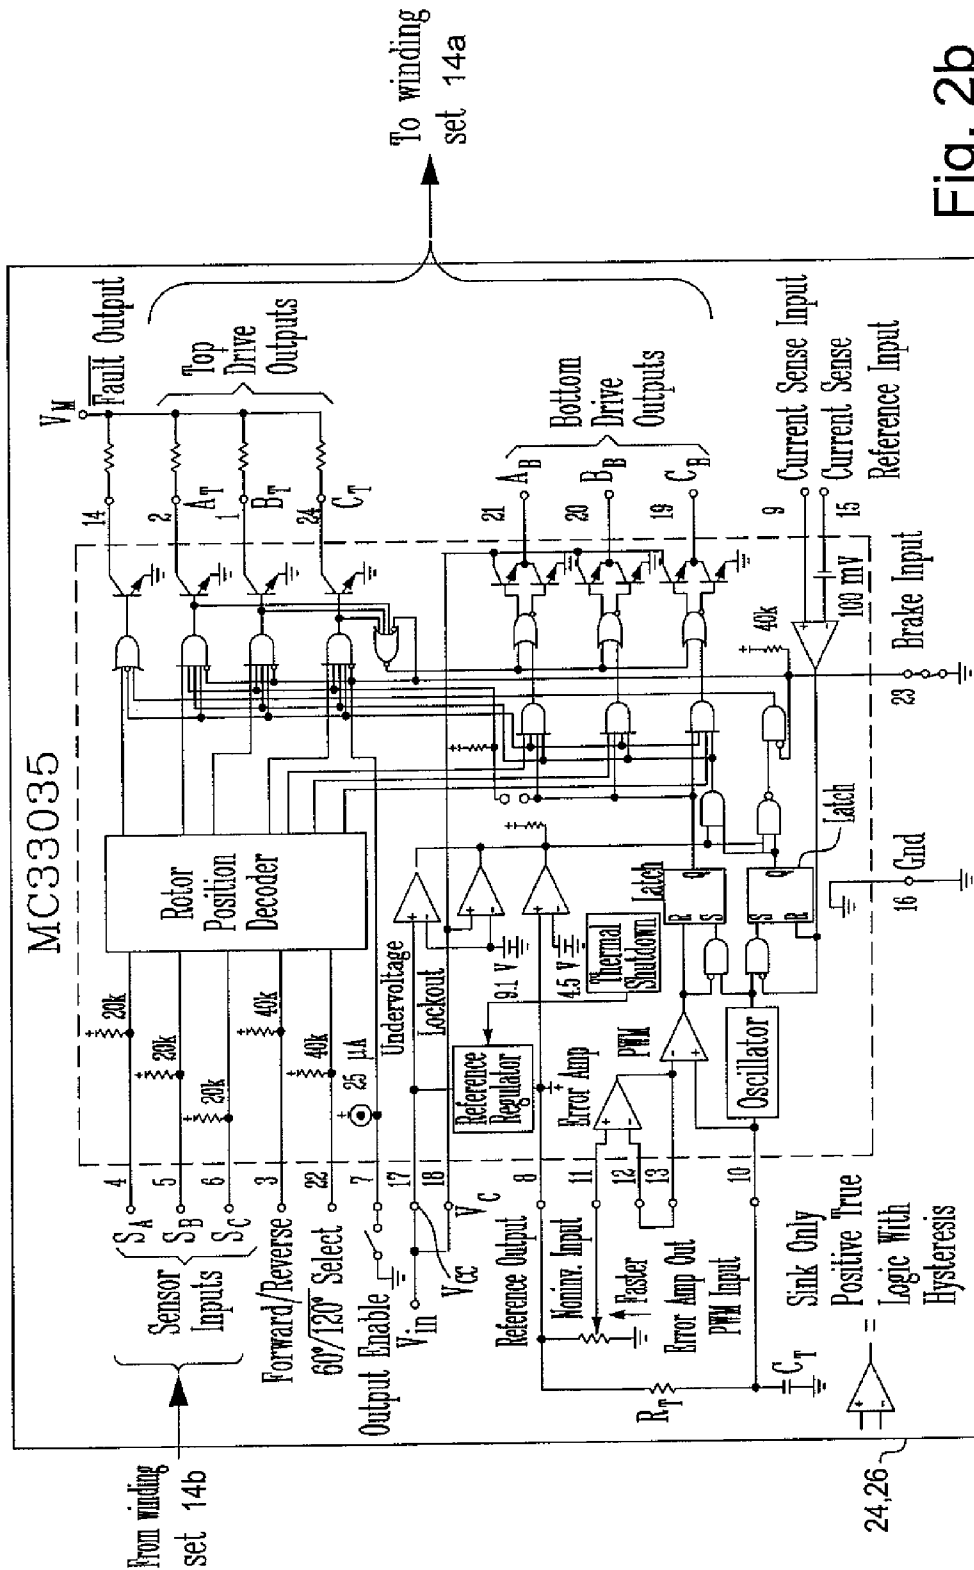 MC33035
From winding
set 14b
Sensor
Inputs
S_A
S_B
S_C
4
5
6
3
22
7
Forward/Reverse
60°/120° Select
Output Enable
V_in
V_CC
V_C
17
18
20k
20k
20k
40k
40k
25 µA
Rotor
Position
Decoder
Undervoltage
Lockout
9.1 V
4.5 V
Reference
Regulator
Thermal
Shutdown
Reference Output
Noninv. Input
Faster
Error Amp Out
PWM Input
8
11
12
13
10
Error Amp
PWM
Oscillator
Latch
R
S
Q
S
R
Q
Latch
R_T
C_T
Sink Only
Positive True
Logic With
Hysteresis
=
24,26
16
Gnd
V_M
Fault Output
14
2
1
24
A_T
B_T
C_T
Top
Drive
Outputs
To winding
set 14a
21
20
19
A_B
B_B
C_B
Bottom
Drive
Outputs
40k
100 mv
9
15
Current Sense Input
Current Sense
Reference Input
23
Brake Input
Fig. 2b